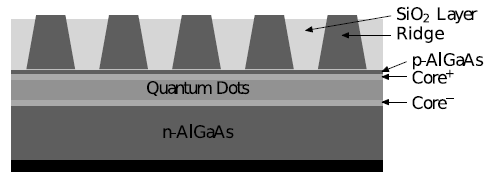 SiO₂ Layer
Ridge
p-AlGaAs
Core⁺
Quantum Dots
Core⁻
n-AlGaAs